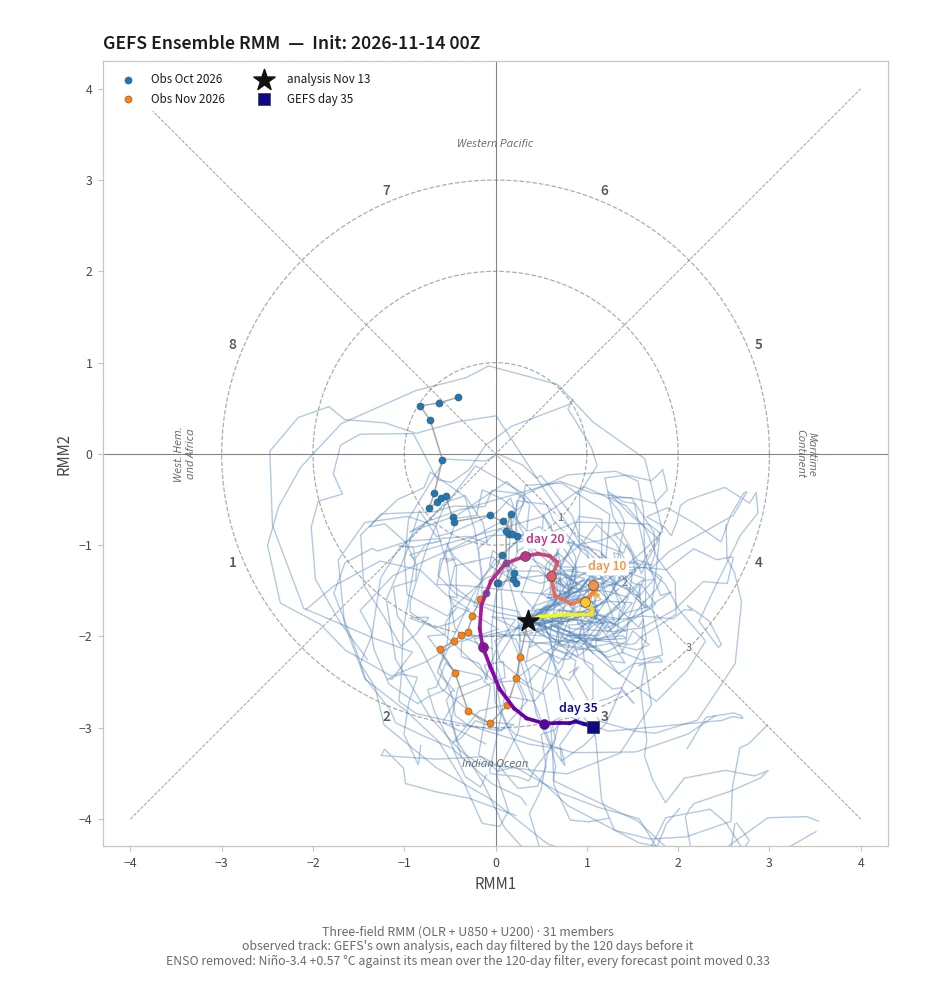 GEFS Ensemble RMM — Init: 2026-11-14 00Z
Obs Oct 2026
Obs Nov 2026
analysis Nov 13
GEFS day 35
Western Pacific
7
6
8
5
West. Hem.
and Africa
Maritime
Continent
1
4
2
3
1
2
3
day 20
day 10
day 35
Indian Ocean
RMM2
4
3
2
1
0
−1
−2
−3
−4
−4
−3
−2
−1
0
1
2
3
4
RMM1
Three-field RMM (OLR + U850 + U200) · 31 members
observed track: GEFS's own analysis, each day filtered by the 120 days before it
ENSO removed: Niño-3.4 +0.57 °C against its mean over the 120-day filter, every forecast point moved 0.33